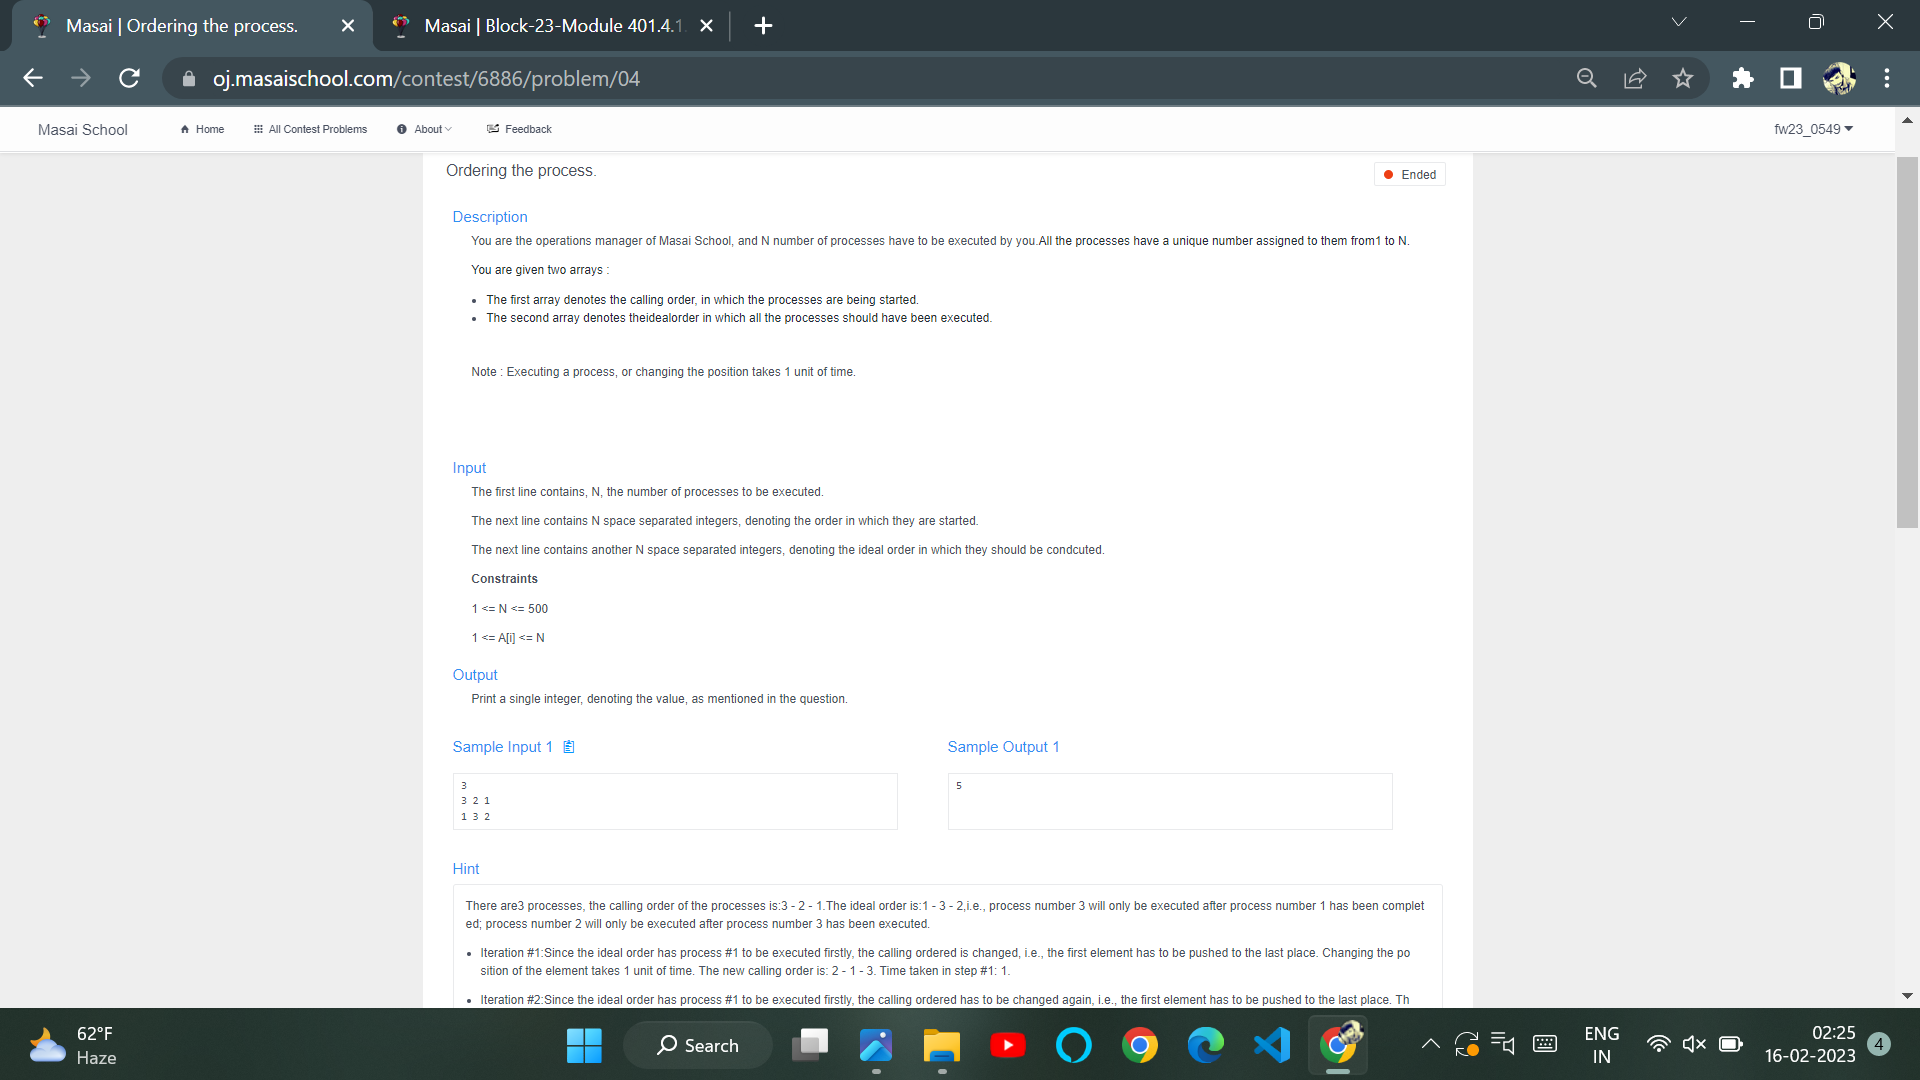 Masai | Ordering the process.
Masai | Block-23-Module 401.4.1
oj.masaischool.com/contest/6886/problem/04
Masai School
Home
All Contest Problems
About
Feedback
fw23_0549
Ordering the process.
Ended
Description
You are the operations manager of Masai School, and N number of processes have to be executed by you.All the processes have a unique number assigned to them from1 to N.
You are given two arrays :
The first array denotes the calling order, in which the processes are being started.
The second array denotes theidealorder in which all the processes should have been executed.
Note : Executing a process, or changing the position takes 1 unit of time.
Input
The first line contains, N, the number of processes to be executed.
The next line contains N space separated integers, denoting the order in which they are started.
The next line contains another N space separated integers, denoting the ideal order in which they should be condcuted.
Constraints
1 <= N <= 500
1 <= A[i] <= N
Output
Print a single integer, denoting the value, as mentioned in the question.
Sample Input 1
Sample Output 1
3
3 2 1
1 3 2
5
Hint
There are3 processes, the calling order of the processes is:3 - 2 - 1.The ideal order is:1 - 3 - 2,i.e., process number 3 will only be executed after process number 1 has been complet
ed; process number 2 will only be executed after process number 3 has been executed.
Iteration #1:Since the ideal order has process #1 to be executed firstly, the calling ordered is changed, i.e., the first element has to be pushed to the last place. Changing the po
sition of the element takes 1 unit of time. The new calling order is: 2 - 1 - 3. Time taken in step #1: 1.
Iteration #2:Since the ideal order has process #1 to be executed firstly, the calling ordered has to be changed again, i.e., the first element has to be pushed to the last place. Th
62°F
Haze
Search
ENG
IN
02:25
16-02-2023
4